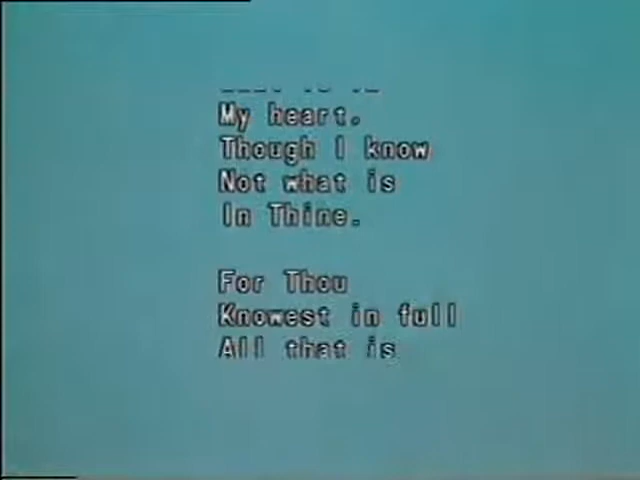 My heart.
Though I know
Not what is
In Thine.
For Thou
Knowest in full
All that is